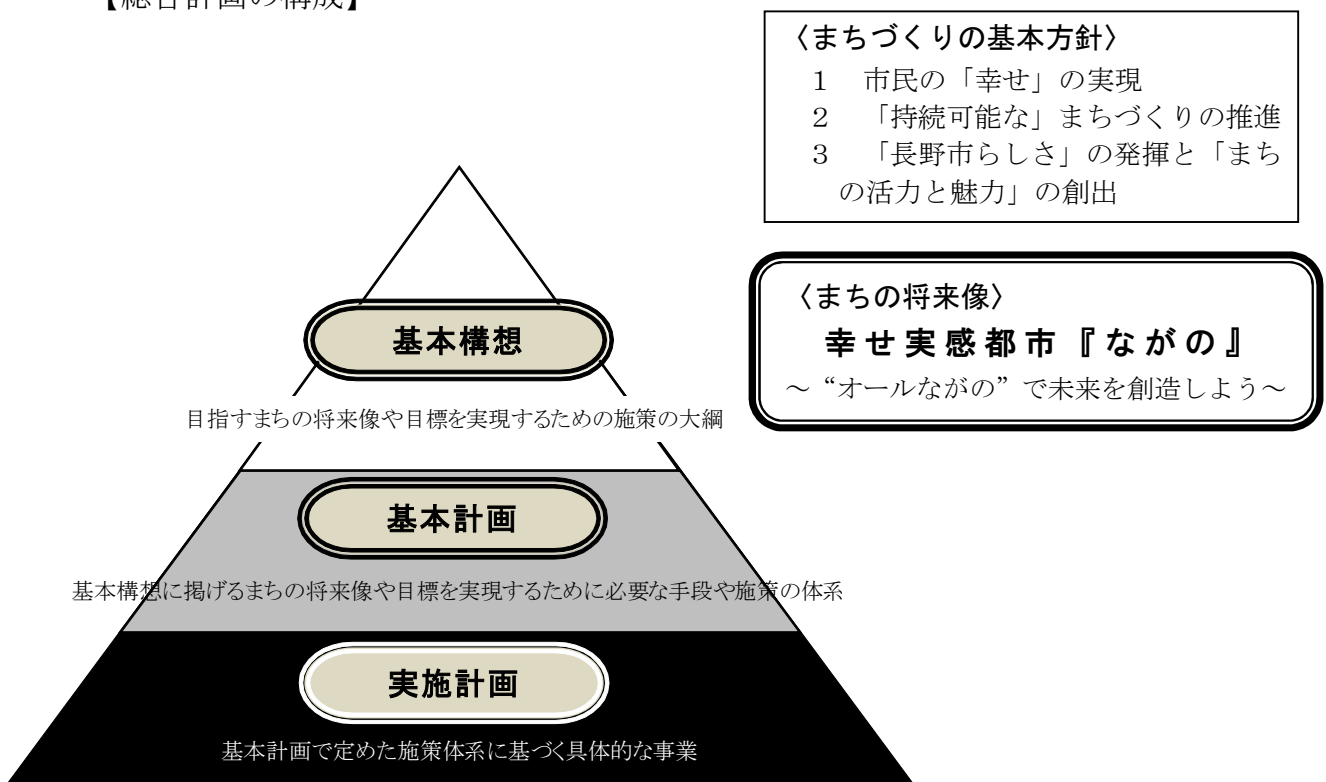 【総合計画の構成】
〈まちづくりの基本方針〉
１　市民の「幸せ」の実現
２　「持続可能な」まちづくりの推進
３　「長野市らしさ」の発揮と「まち
の活力と魅力」の創出
〈まちの将来像〉
幸せ実感都市『ながの』
～“オールながの”で未来を創造しよう～
基本構想
目指すまちの将来像や目標を実現するための施策の大綱
基本計画
基本構想に掲げるまちの将来像や目標を実現するために必要な手段や施策の体系
実施計画
基本計画で定めた施策体系に基づく具体的な事業